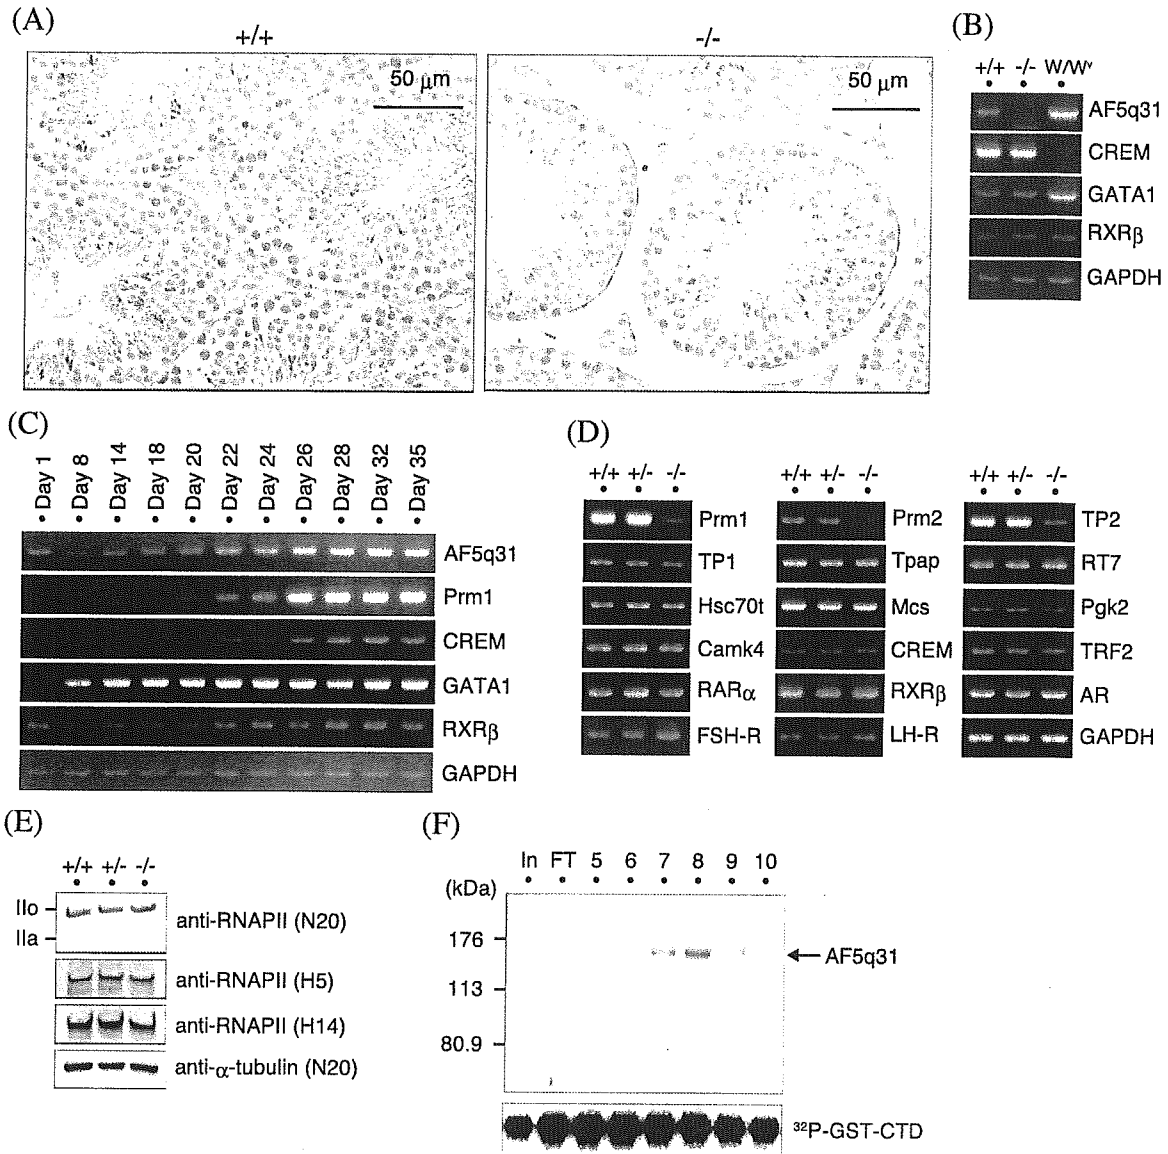 (A)
+/+
-/-
50 μm
50 μm
(B)
+/+ -/- W/Wᵛ
AF5q31
CREM
GATA1
RXRβ
GAPDH
(C)
Day 1
Day 8
Day 14
Day 18
Day 20
Day 22
Day 24
Day 26
Day 28
Day 32
Day 35
AF5q31
Prm1
CREM
GATA1
RXRβ
GAPDH
(D)
+/+ +/- -/-
+/+ +/- -/-
+/+ +/- -/-
Prm1
Prm2
TP2
TP1
Tpap
RT7
Hsc70t
Mcs
Pgk2
Camk4
CREM
TRF2
RARα
RXRβ
AR
FSH-R
LH-R
GAPDH
(E)
+/+ +/- -/-
IIo
IIa
anti-RNAPII (N20)
anti-RNAPII (H5)
anti-RNAPII (H14)
anti-α-tubulin (N20)
(F)
In FT 5 6 7 8 9 10
(kDa)
176
113
80.9
AF5q31
³²P-GST-CTD